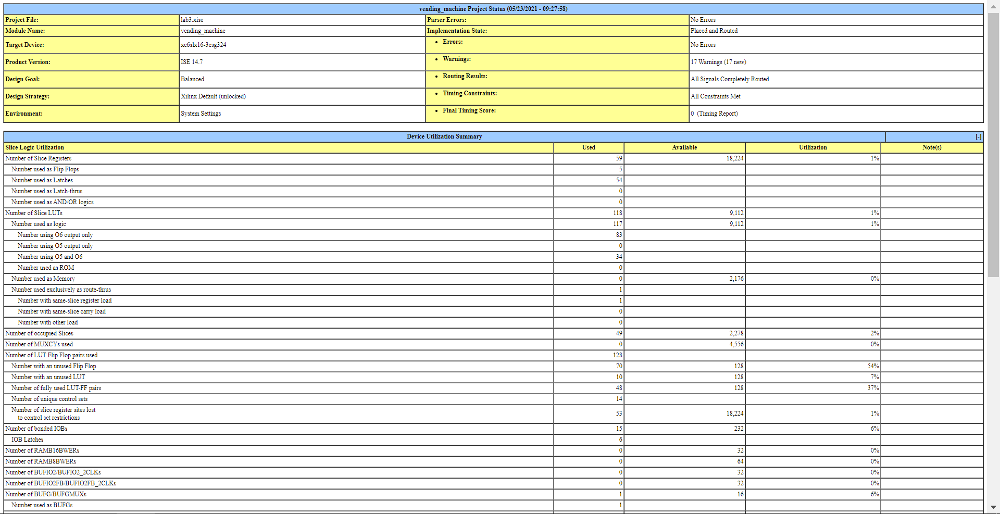 vending_machine Project Status (05/23/2021 - 09:27:58)
Project File: lab3.xise Parser Errors: No Errors
Module Name: vending_machine Implementation State: Placed and Routed
Target Device: xc6slx16-3csg324 • Errors: No Errors
Product Version: ISE 14.7 • Warnings: 17 Warnings (17 new)
Design Goal: Balanced • Routing Results: All Signals Completely Routed
Design Strategy: Xilinx Default (unlocked) • Timing Constraints: All Constraints Met
Environment: System Settings • Final Timing Score: 0 (Timing Report)
Device Utilization Summary [-]
Slice Logic Utilization Used Available Utilization Note(s)
Number of Slice Registers 59 18,224 1%
Number used as Flip Flops 5
Number used as Latches 54
Number used as Latch-thrus 0
Number used as AND/OR logics 0
Number of Slice LUTs 118 9,112 1%
Number used as logic 117 9,112 1%
Number using O6 output only 83
Number using O5 output only 0
Number using O5 and O6 34
Number used as ROM 0
Number used as Memory 0 2,176 0%
Number used exclusively as route-thrus 1
Number with same-slice register load 1
Number with same-slice carry load 0
Number with other load 0
Number of occupied Slices 49 2,278 2%
Number of MUXCYs used 0 4,556 0%
Number of LUT Flip Flop pairs used 128
Number with an unused Flip Flop 70 128 54%
Number with an unused LUT 10 128 7%
Number of fully used LUT-FF pairs 48 128 37%
Number of unique control sets 14
Number of slice register sites lost
to control set restrictions 53 18,224 1%
Number of bonded IOBs 15 232 6%
IOB Latches 6
Number of RAMB16BWERs 0 32 0%
Number of RAMB8BWERs 0 64 0%
Number of BUFIO2/BUFIO2_2CLKs 0 32 0%
Number of BUFIO2FB/BUFIO2FB_2CLKs 0 32 0%
Number of BUFG/BUFGMUXs 1 16 6%
Number used as BUFGs 1